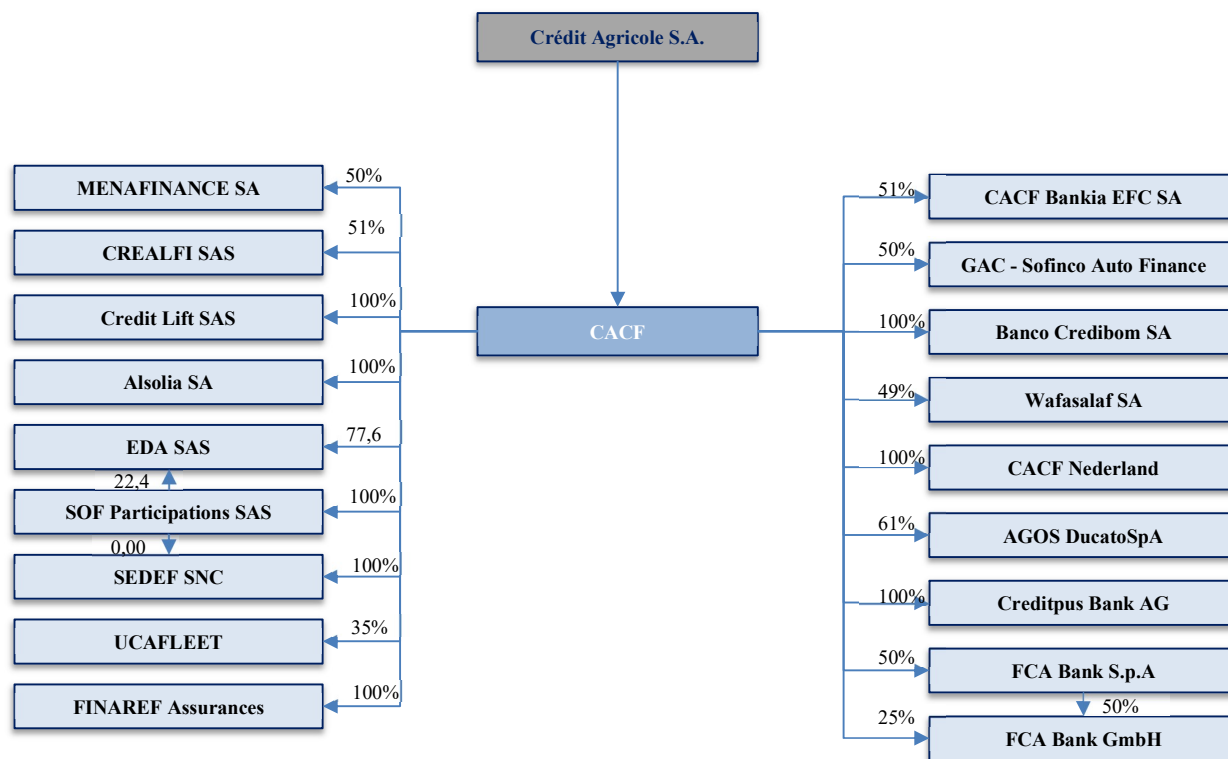 Crédit Agricole S.A.
MENAFINANCE SA
50%
CREALFI SAS
51%
Credit Lift SAS
100%
Alsolia SA
100%
EDA SAS
77,6
22,4
SOF Participations SAS
100%
0,00
SEDEF SNC
100%
UCAFLEET
35%
FINAREF Assurances
100%
CACF
51%
CACF Bankia EFC SA
50%
GAC - Sofinco Auto Finance
100%
Banco Credibom SA
49%
Wafasalaf SA
100%
CACF Nederland
61%
AGOS DucatoSpA
100%
Creditpus Bank AG
50%
FCA Bank S.p.A
50%
25%
FCA Bank GmbH